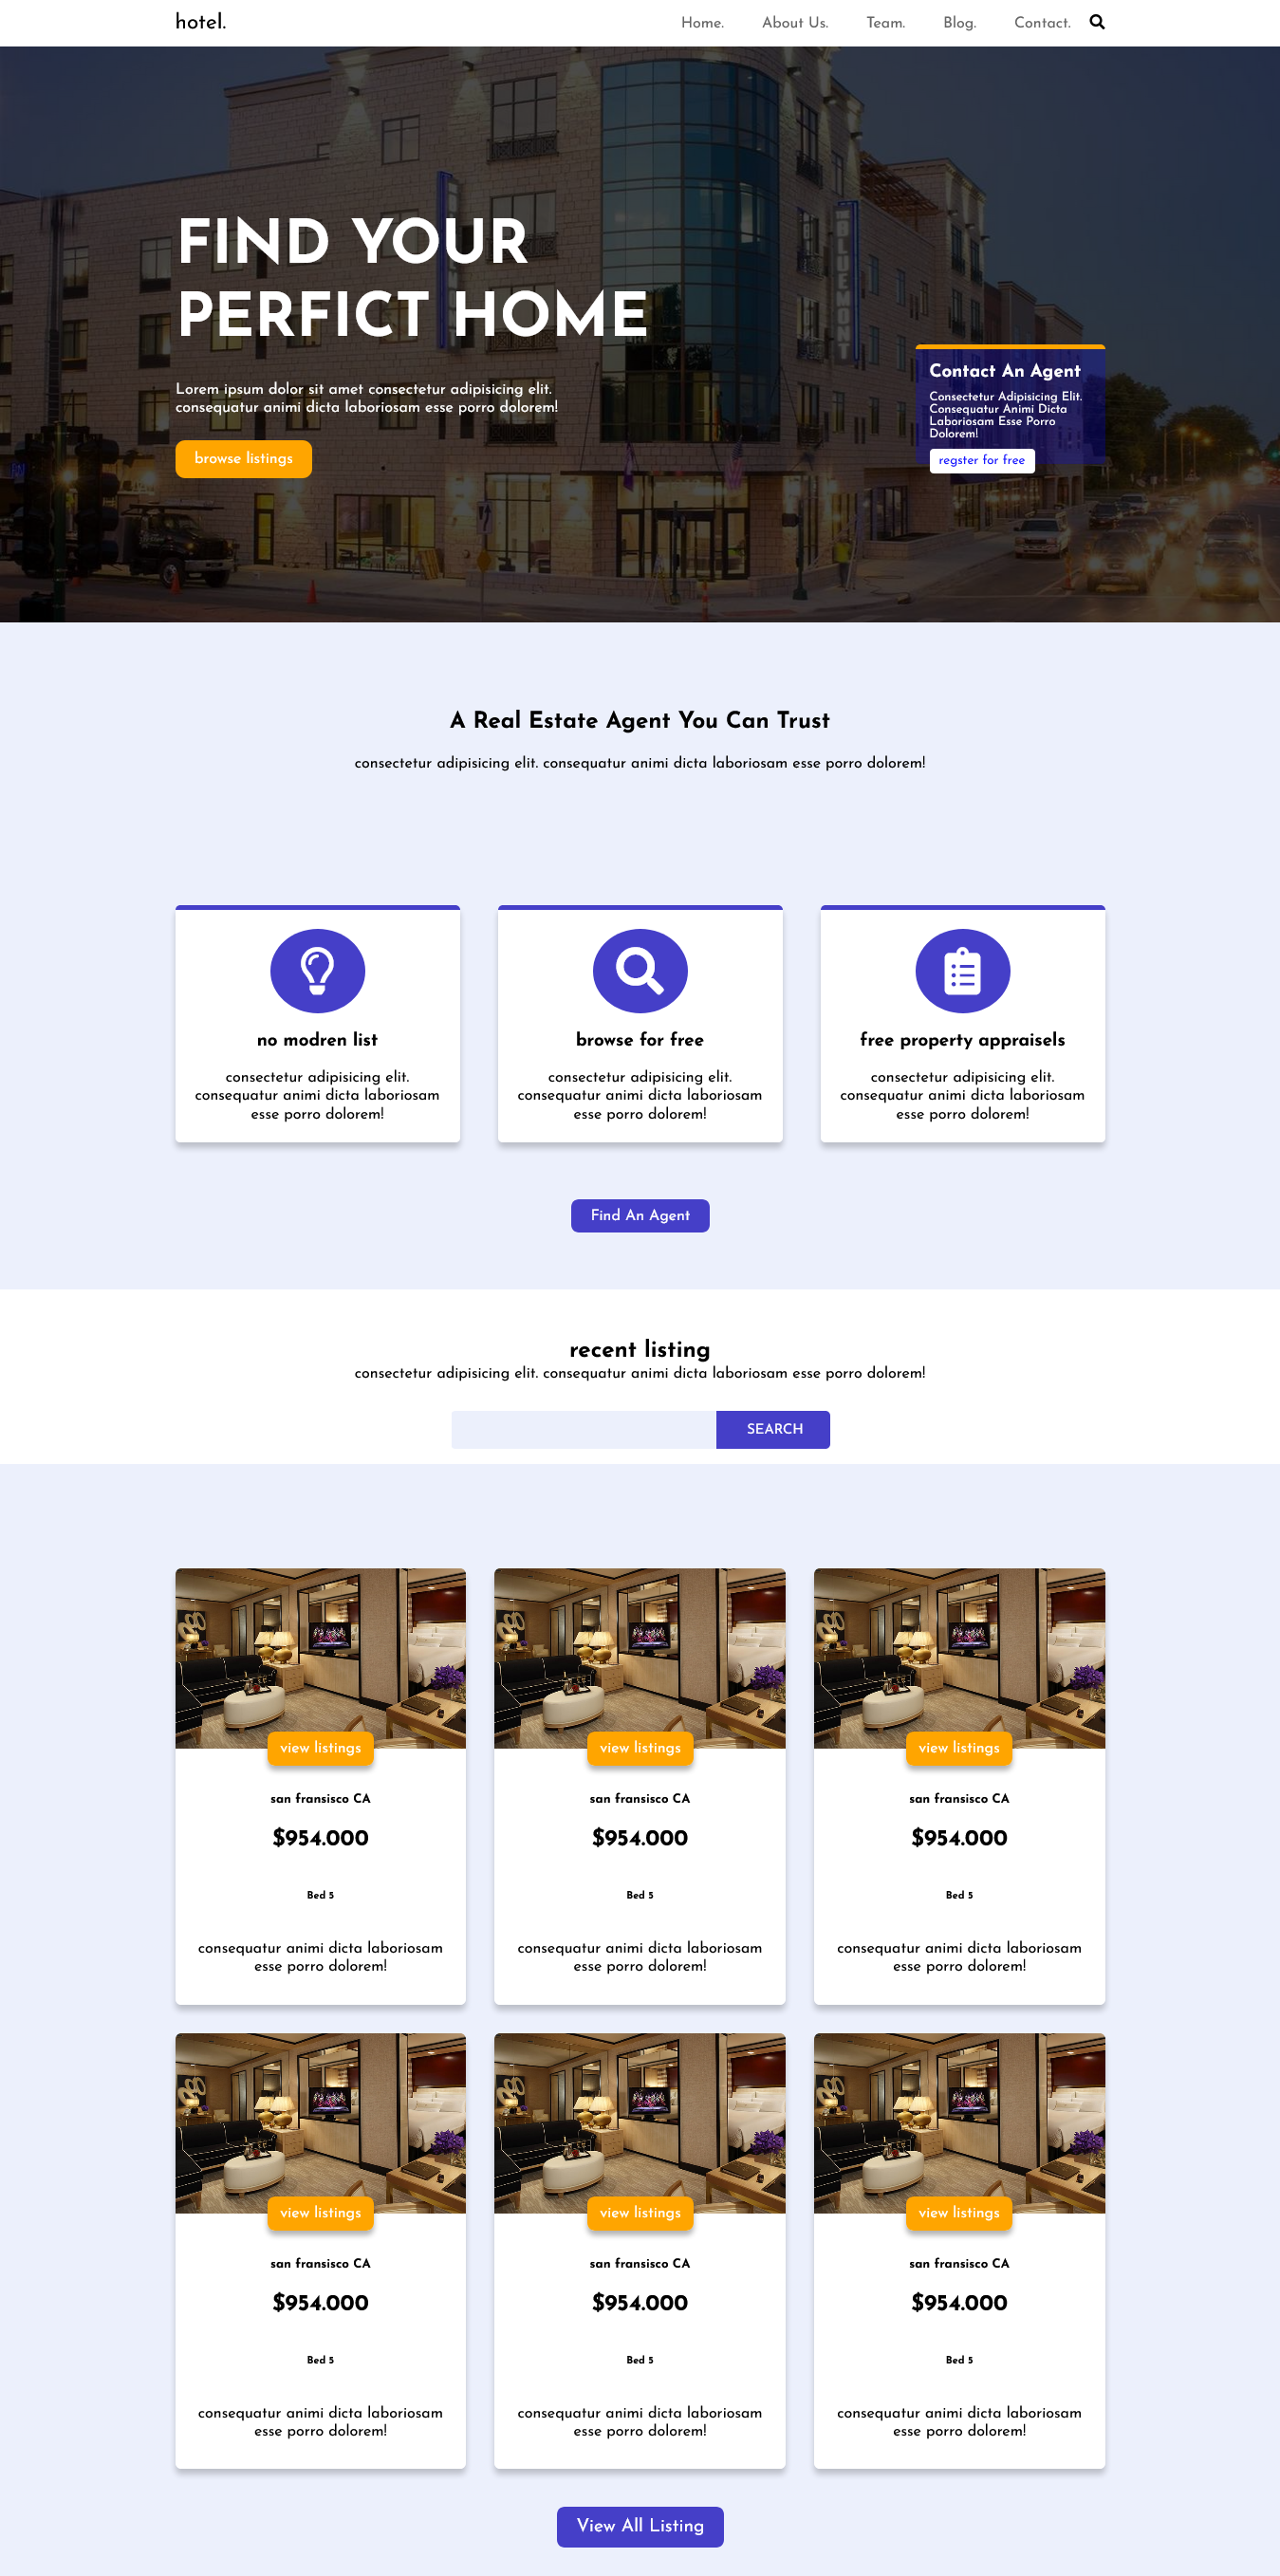 hotel.
Home. About Us. Team. Blog. Contact.
FIND YOUR
PERFICT HOME
Lorem ipsum dolor sit amet consectetur adipisicing elit.
consequatur animi dicta laboriosam esse porro dolorem!
browse listings
BLUEMONT
Contact An Agent
Consectetur Adipisicing Elit.
Consequatur Animi Dicta
Laboriosam Esse Porro
Dolorem!
regster for free
A Real Estate Agent You Can Trust
consectetur adipisicing elit. consequatur animi dicta laboriosam esse porro dolorem!
no modren list
consectetur adipisicing elit.
consequatur animi dicta laboriosam
esse porro dolorem!
browse for free
consectetur adipisicing elit.
consequatur animi dicta laboriosam
esse porro dolorem!
free property appraisels
consectetur adipisicing elit.
consequatur animi dicta laboriosam
esse porro dolorem!
Find An Agent
recent listing
consectetur adipisicing elit. consequatur animi dicta laboriosam esse porro dolorem!
SEARCH
view listings
san fransisco CA
$954.000
Bed 5
consequatur animi dicta laboriosam
esse porro dolorem!
view listings
san fransisco CA
$954.000
Bed 5
consequatur animi dicta laboriosam
esse porro dolorem!
view listings
san fransisco CA
$954.000
Bed 5
consequatur animi dicta laboriosam
esse porro dolorem!
view listings
san fransisco CA
$954.000
Bed 5
consequatur animi dicta laboriosam
esse porro dolorem!
view listings
san fransisco CA
$954.000
Bed 5
consequatur animi dicta laboriosam
esse porro dolorem!
view listings
san fransisco CA
$954.000
Bed 5
consequatur animi dicta laboriosam
esse porro dolorem!
View All Listing